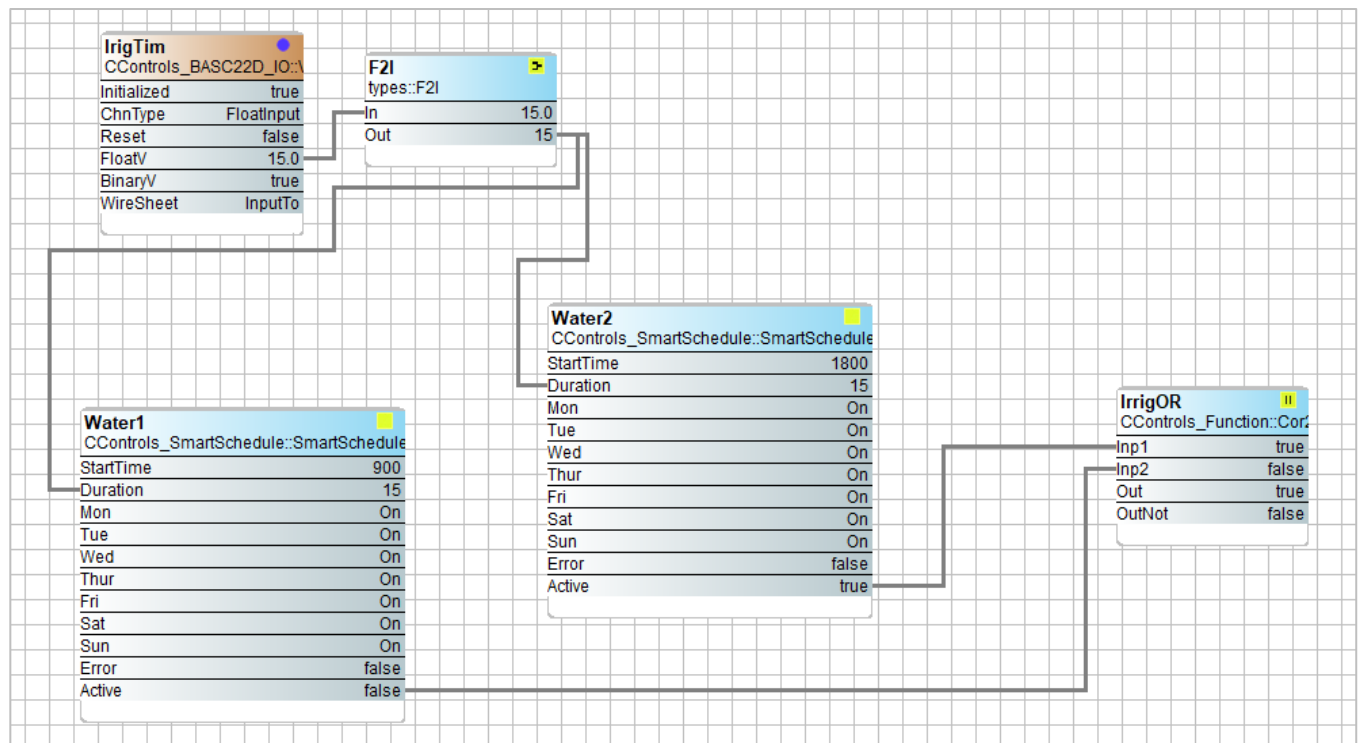 IrigTim
CControls_BASC22D_IO::\
Initialized true
ChnType FloatInput
Reset false
FloatV 15.0
BinaryV true
WireSheet InputTo
F2I
types::F2I
In 15.0
Out 15
Water2
CControls_SmartSchedule::SmartSchedule
StartTime 1800
Duration 15
Mon On
Tue On
Wed On
Thur On
Fri On
Sat On
Sun On
Error false
Active true
Water1
CControls_SmartSchedule::SmartSchedule
StartTime 900
Duration 15
Mon On
Tue On
Wed On
Thur On
Fri On
Sat On
Sun On
Error false
Active false
IrrigOR
CControls_Function::Cor2
Inp1 true
Inp2 false
Out true
OutNot false